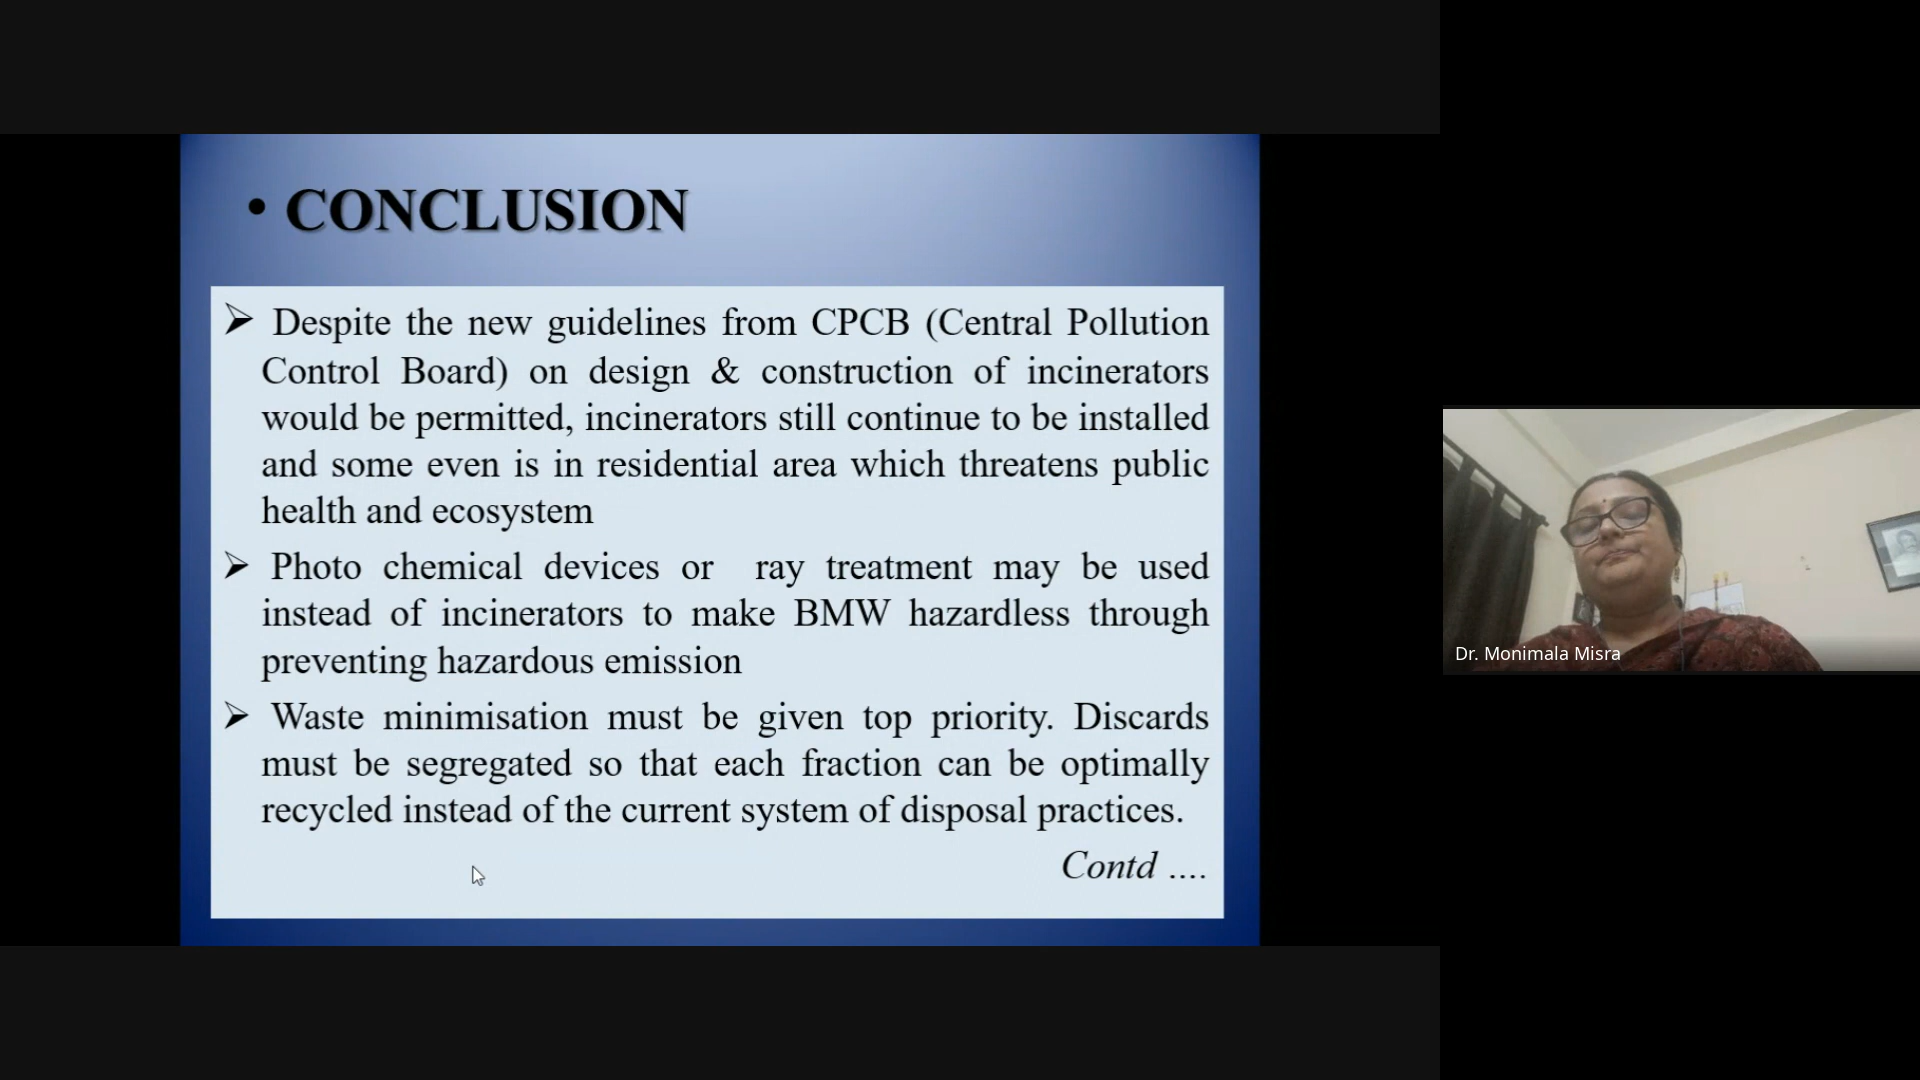 • CONCLUSION
➢ Despite the new guidelines from CPCB (Central Pollution
Control Board) on design & construction of incinerators
would be permitted, incinerators still continue to be installed
and some even is in residential area which threatens public
health and ecosystem
➢ Photo chemical devices or ray treatment may be used
instead of incinerators to make BMW hazardless through
preventing hazardous emission
➢ Waste minimisation must be given top priority. Discards
must be segregated so that each fraction can be optimally
recycled instead of the current system of disposal practices.
Contd ....
Dr. Monimala Misra